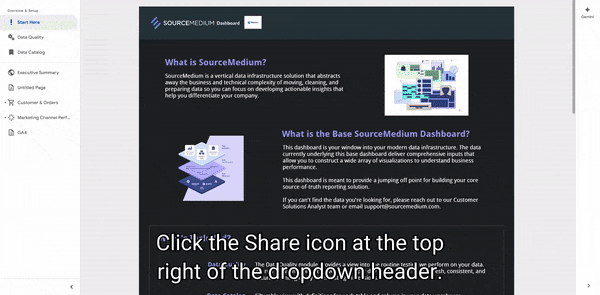 Overview & Setup
Start Here
Data Quality
Data Catalog
Executive Summary
Untitled Page
Customer & Orders
Marketing Channel Perf...
GA4
SOURCEMEDIUM Dashboard
Gemini
What is SourceMedium?
SourceMedium is a vertical data infrastructure solution that abstracts
away the business and technical complexity of moving, cleaning, and
preparing data so you can focus on developing actionable insights that
help you differentiate your company.
What is the Base SourceMedium Dashboard?
This dashboard is your window into your modern data infrastructure. The data
currently underlying this base dashboard deliver comprehensive inputs that
allow you to construct a wide array of visualizations to understand business
performance.
This dashboard is meant to provide a jumping off point for building your core
source-of-truth reporting solution.
If you can't find the data you're looking for, please reach out to our Customer
Solutions Analyst team or email support@sourcemedium.com.
Click the Share icon at the top
right of the dropdown header.